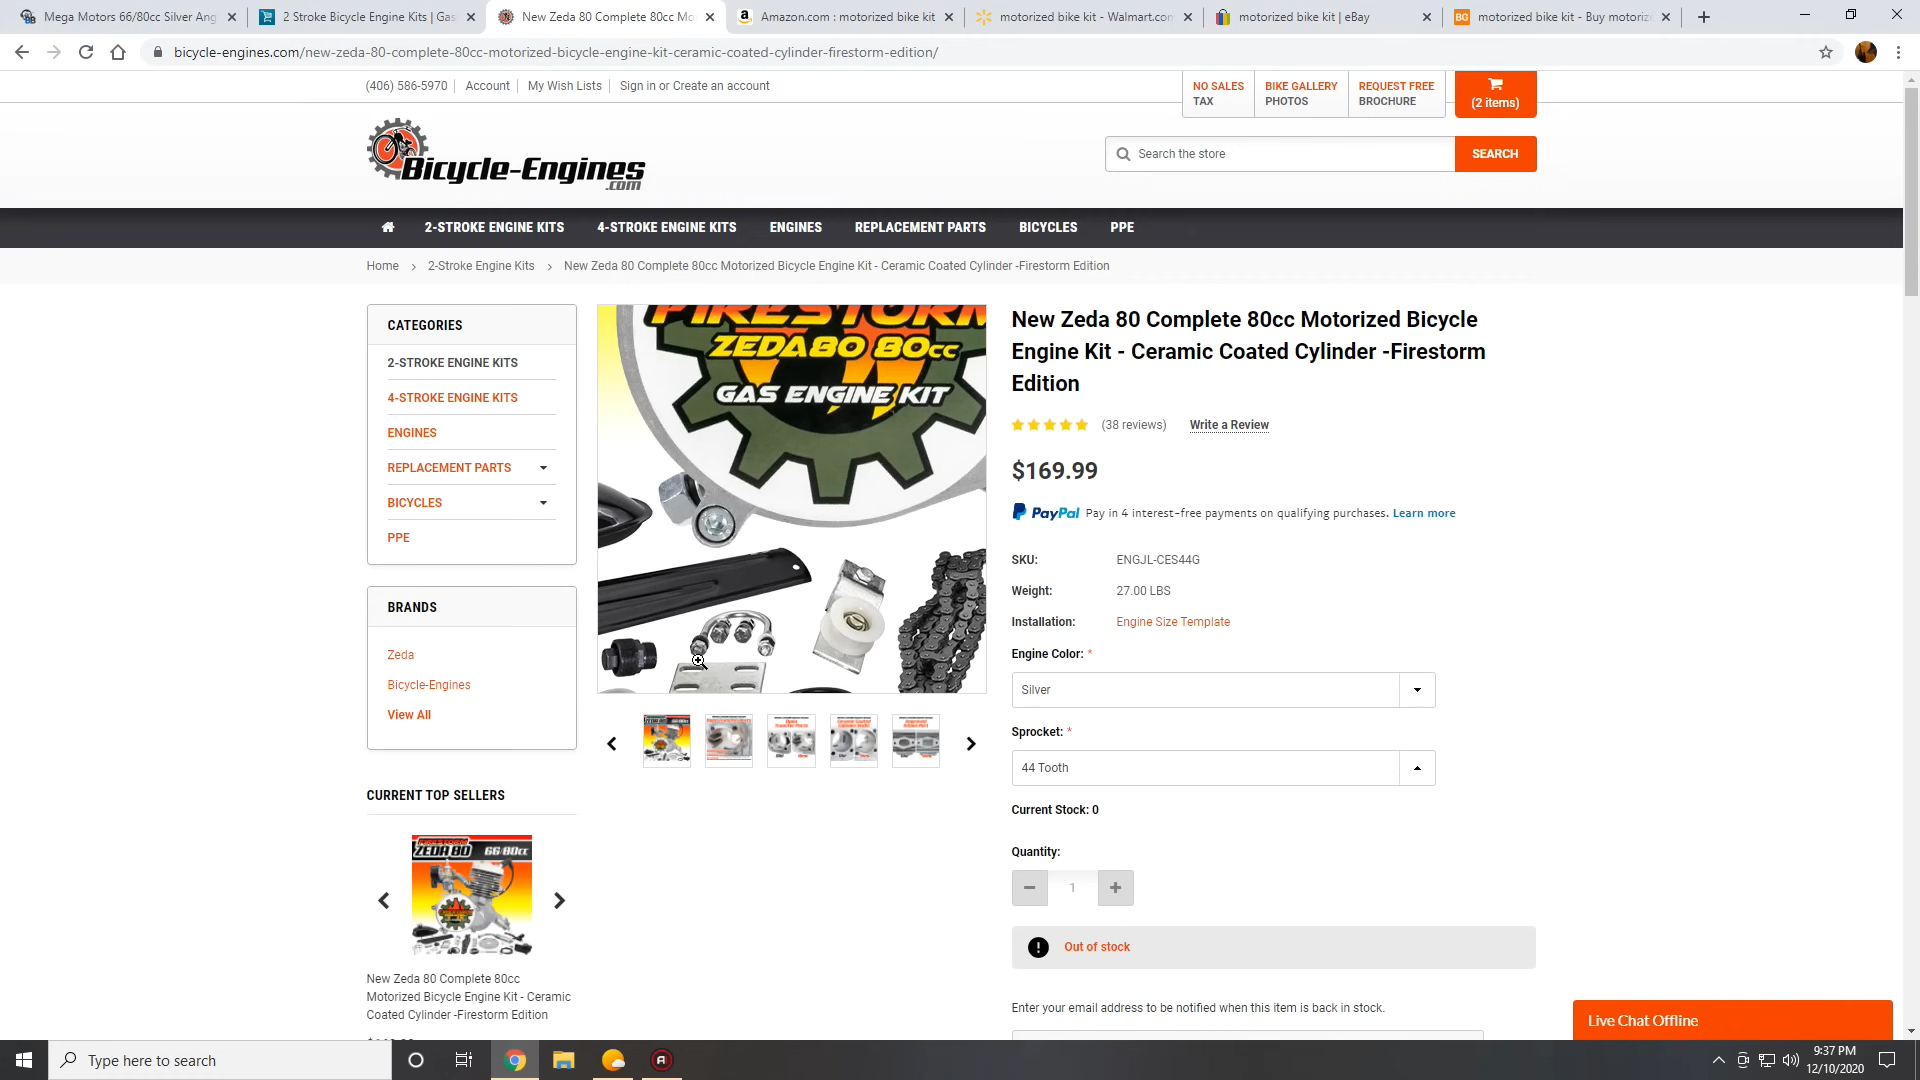 Mega Motors 66/80cc Silver Ang
2 Stroke Bicycle Engine Kits | Gas
New Zeda 80 Complete 80cc Mo
Amazon.com : motorized bike kit
motorized bike kit - Walmart.com
motorized bike kit | eBay
BG
motorized bike kit - Buy motoriz
bicycle-engines.com/new-zeda-80-complete-80cc-motorized-bicycle-engine-kit-ceramic-coated-cylinder-firestorm-edition/
(406) 586-5970
Account
My Wish Lists
Sign in or Create an account
NO SALES
TAX
BIKE GALLERY
PHOTOS
REQUEST FREE
BROCHURE
(2 items)
Bicycle-Engines
.com
Search the store
SEARCH
2-STROKE ENGINE KITS
4-STROKE ENGINE KITS
ENGINES
REPLACEMENT PARTS
BICYCLES
PPE
Home > 2-Stroke Engine Kits > New Zeda 80 Complete 80cc Motorized Bicycle Engine Kit - Ceramic Coated Cylinder -Firestorm Edition
CATEGORIES
2-STROKE ENGINE KITS
4-STROKE ENGINE KITS
ENGINES
REPLACEMENT PARTS
BICYCLES
PPE
BRANDS
Zeda
Bicycle-Engines
View All
CURRENT TOP SELLERS
ZEDA 80 66/80cc
New Zeda 80 Complete 80cc
Motorized Bicycle Engine Kit - Ceramic
Coated Cylinder -Firestorm Edition
FIRESTORM
ZEDA80 80cc
GAS ENGINE KIT
New Zeda 80 Complete 80cc Motorized Bicycle
Engine Kit - Ceramic Coated Cylinder -Firestorm
Edition
(38 reviews)
Write a Review
$169.99
PayPal Pay in 4 interest-free payments on qualifying purchases. Learn more
SKU: ENGJL-CES44G
Weight: 27.00 LBS
Installation: Engine Size Template
Engine Color: *
Silver
Sprocket: *
44 Tooth
Current Stock: 0
Quantity:
1
Out of stock
Enter your email address to be notified when this item is back in stock.
Live Chat Offline
Type here to search
9:37 PM
12/10/2020